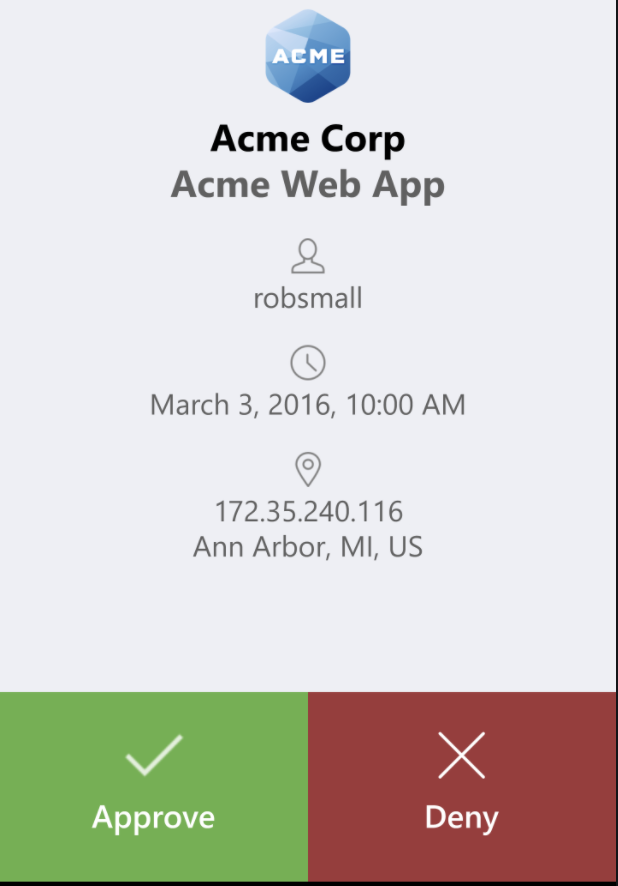 ACME
Acme Corp
Acme Web App
robsmall
March 3, 2016, 10:00 AM
172.35.240.116
Ann Arbor, MI, US
Approve
Deny